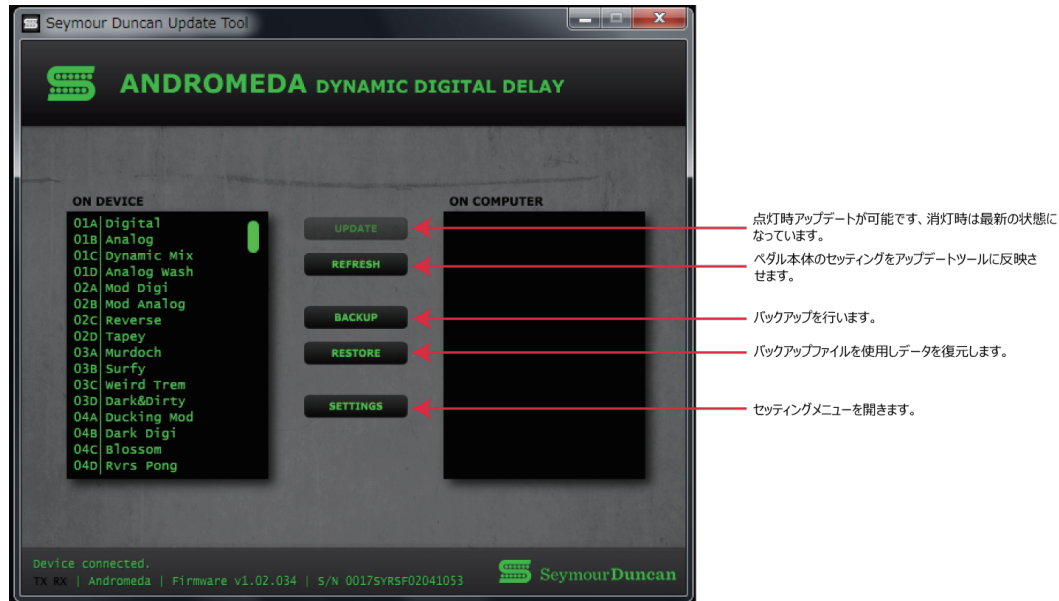 Seymour Duncan Update Tool
ANDROMEDA DYNAMIC DIGITAL DELAY
ON DEVICE
01A Digital
01B Analog
01C Dynamic Mix
01D Analog Wash
02A Mod Digi
02B Mod Analog
02C Reverse
02D Tapey
03A Murdoch
03B Surfy
03C Weird Trem
03D Dark&Dirty
04A Ducking Mod
04B Dark Digi
04C Blossom
04D Rvrs Pong
UPDATE
REFRESH
BACKUP
RESTORE
SETTINGS
ON COMPUTER
点灯時アップデートが可能です、消灯時は最新の状態に
なっています。
ペダル本体のセッティングをアップデートツールに反映さ
せます。
バックアップを行います。
バックアップファイルを使用しデータを復元します。
セッティングメニューを開きます。
Device connected.
TX RX | Andromeda | Firmware v1.02.034 | S/N 0017SYRSF02041053
Seymour Duncan